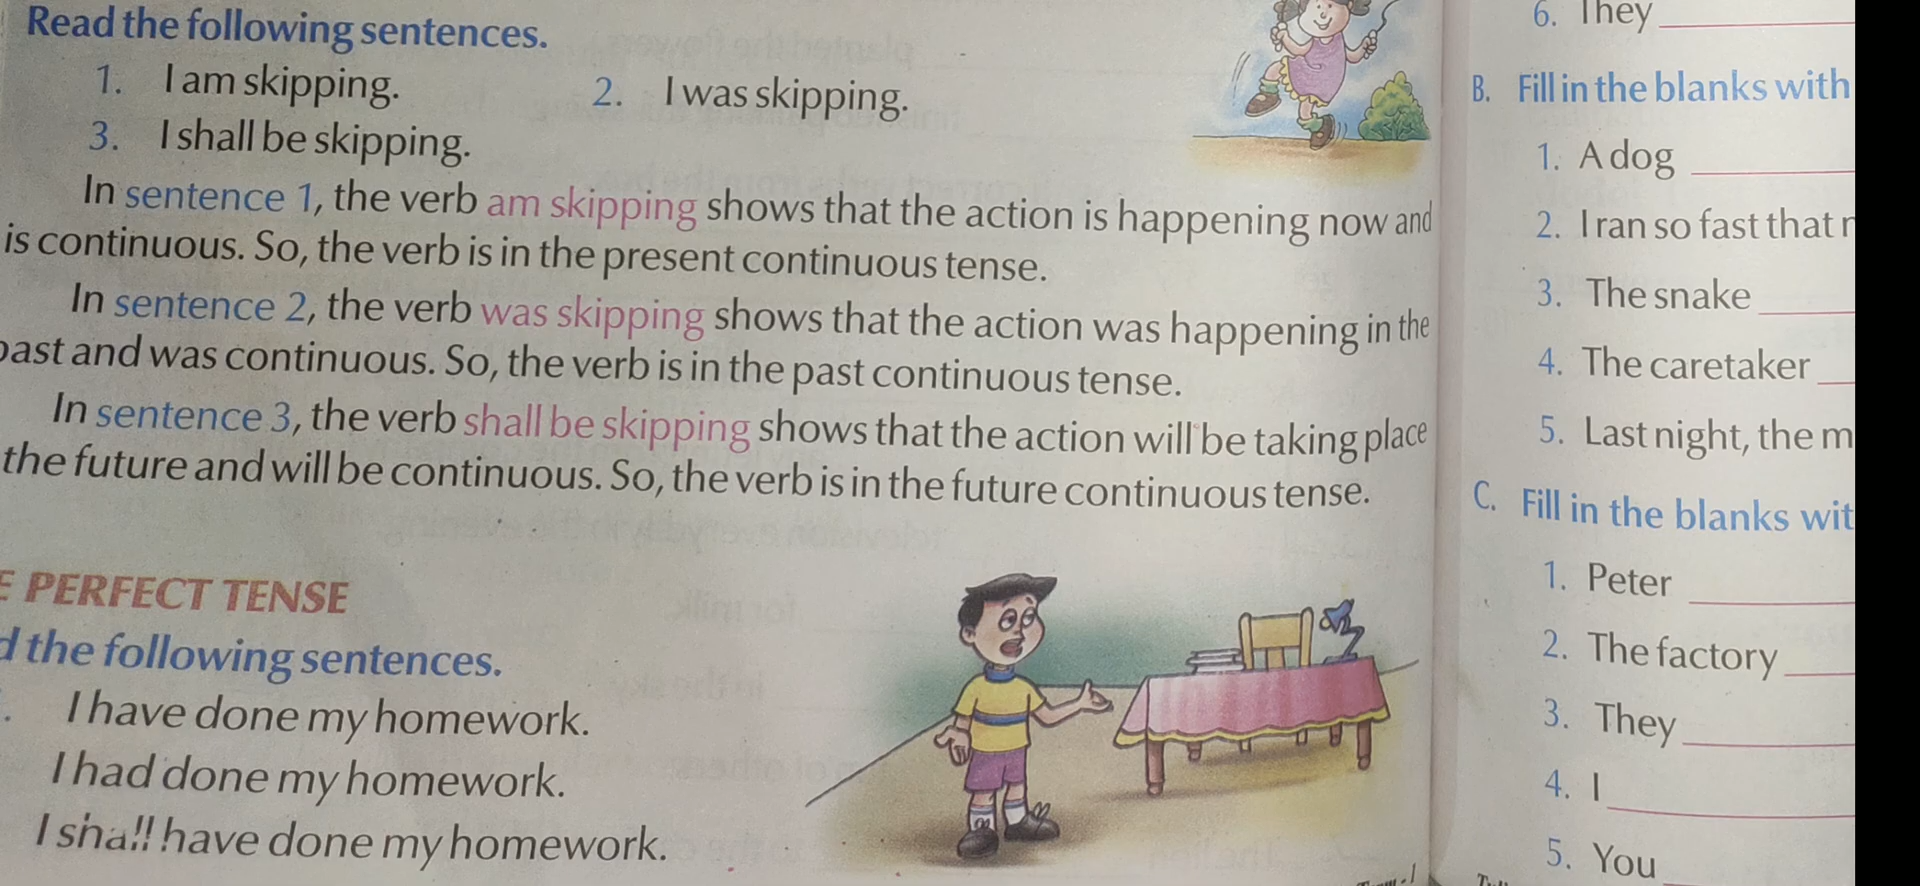 Read the following sentences.
1. I am skipping. 2. I was skipping.
3. I shall be skipping.
In sentence 1, the verb am skipping shows that the action is happening now and
is continuous. So, the verb is in the present continuous tense.
In sentence 2, the verb was skipping shows that the action was happening in the
past and was continuous. So, the verb is in the past continuous tense.
In sentence 3, the verb shall be skipping shows that the action will be taking place
the future and will be continuous. So, the verb is in the future continuous tense.
E PERFECT TENSE
d the following sentences.
I have done my homework.
I had done my homework.
I shall have done my homework.
6. They
B. Fill in the blanks with
1. A dog
2. I ran so fast that
3. The snake
4. The caretaker
5. Last night, the m
C. Fill in the blanks wit
1. Peter
2. The factory
3. They
4. I
5. You